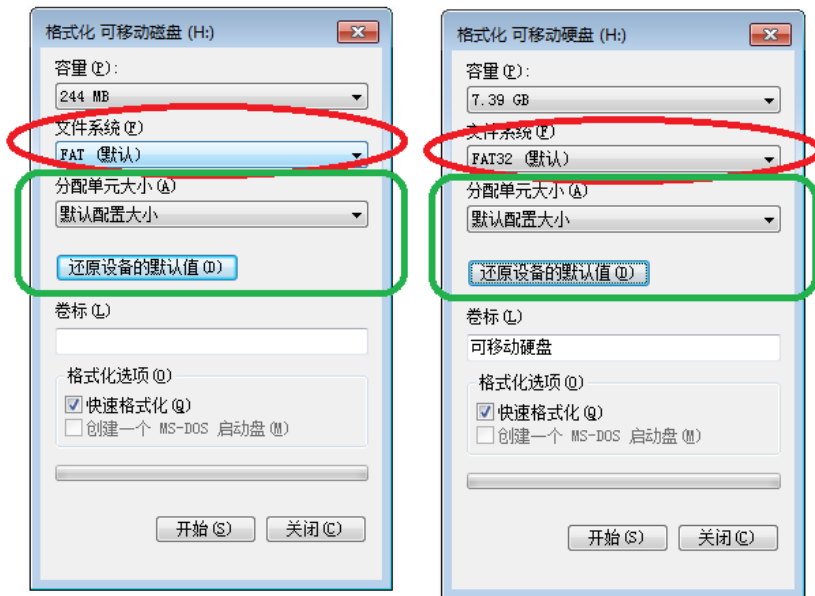 格式化 可移动磁盘 (H:)
容量(P):
244 MB
文件系统(F)
FAT (默认)
分配单元大小(A)
默认配置大小
还原设备的默认值(D)
卷标(L)
格式化选项(O)
快速格式化(Q)
创建一个 MS-DOS 启动盘(M)
开始(S)
关闭(C)
格式化 可移动硬盘 (H:)
容量(P):
7.39 GB
文件系统(F)
FAT32 (默认)
分配单元大小(A)
默认配置大小
还原设备的默认值(D)
卷标(L)
可移动硬盘
格式化选项(O)
快速格式化(Q)
创建一个 MS-DOS 启动盘(M)
开始(S)
关闭(C)